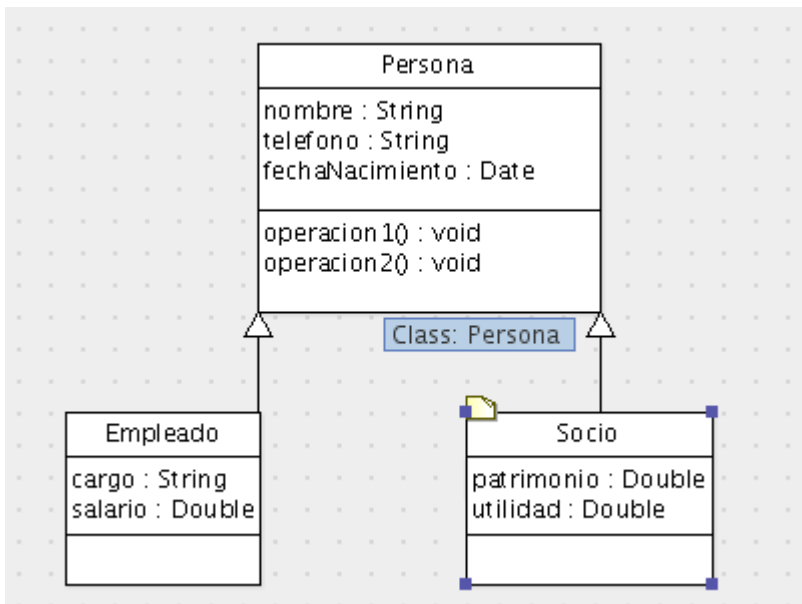 Persona
nombre : String
telefono : String
fechaNacimiento : Date
operacion1() : void
operacion2() : void
Class: Persona
Empleado
cargo : String
salario : Double
Socio
patrimonio : Double
utilidad : Double